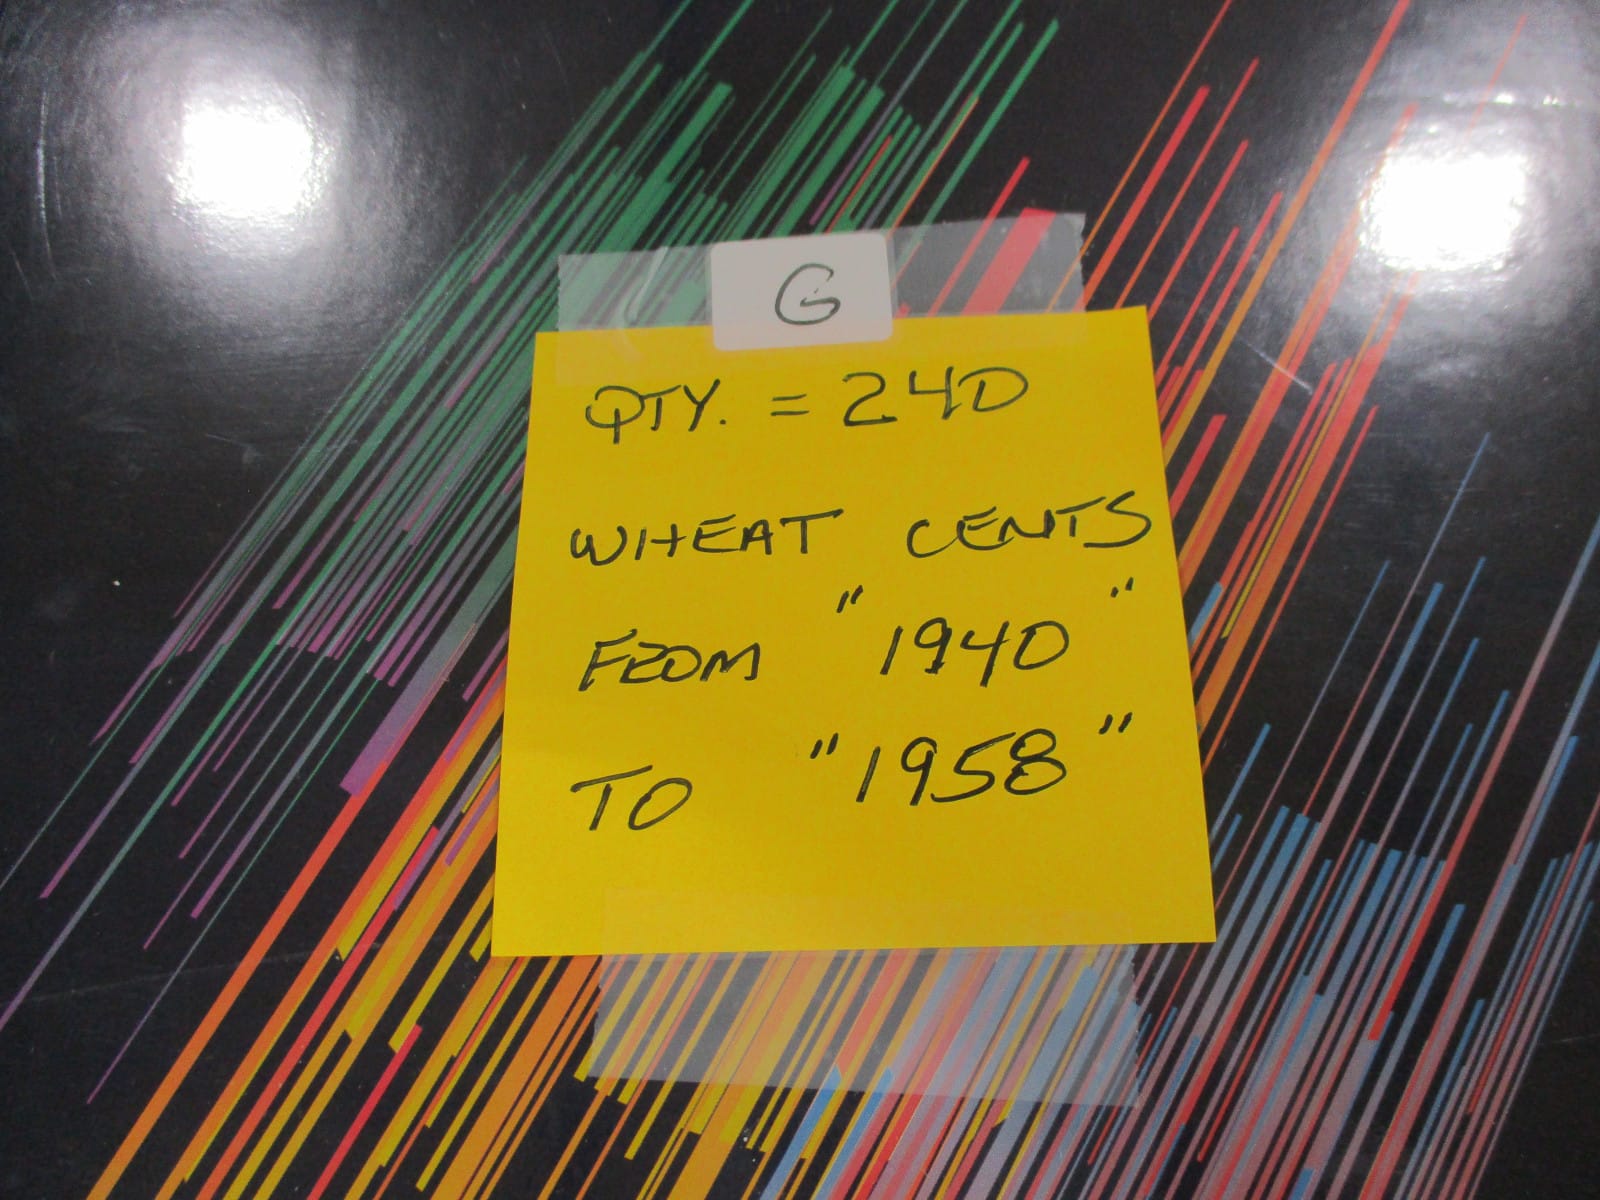 G
QTY. = 240
WHEAT CENTS
FROM "1940"
TO "1958"